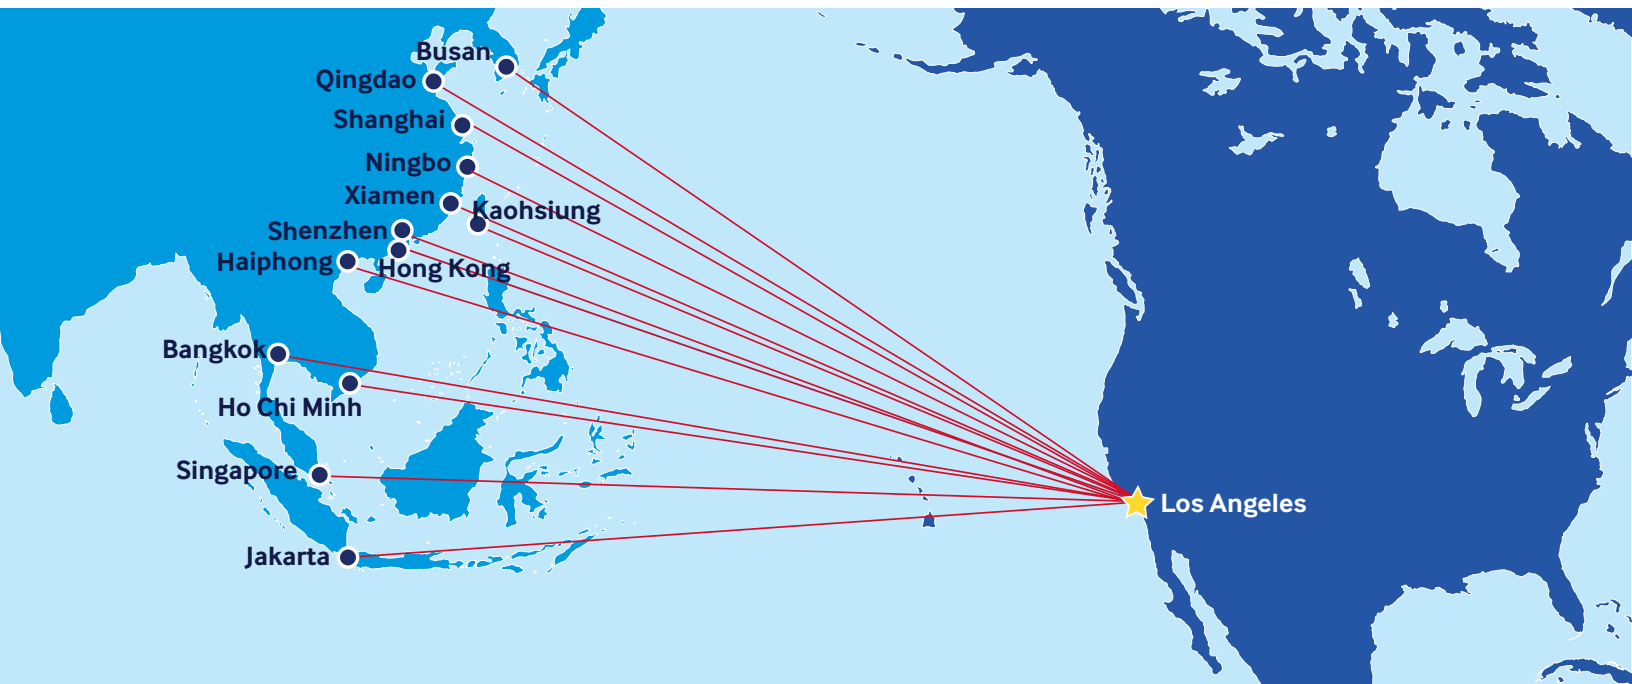 Busan
Qingdao
Shanghai
Ningbo
Xiamen
Kaohsiung
Shenzhen
Haiphong
Hong Kong
Bangkok
Ho Chi Minh
Singapore
Los Angeles
Jakarta